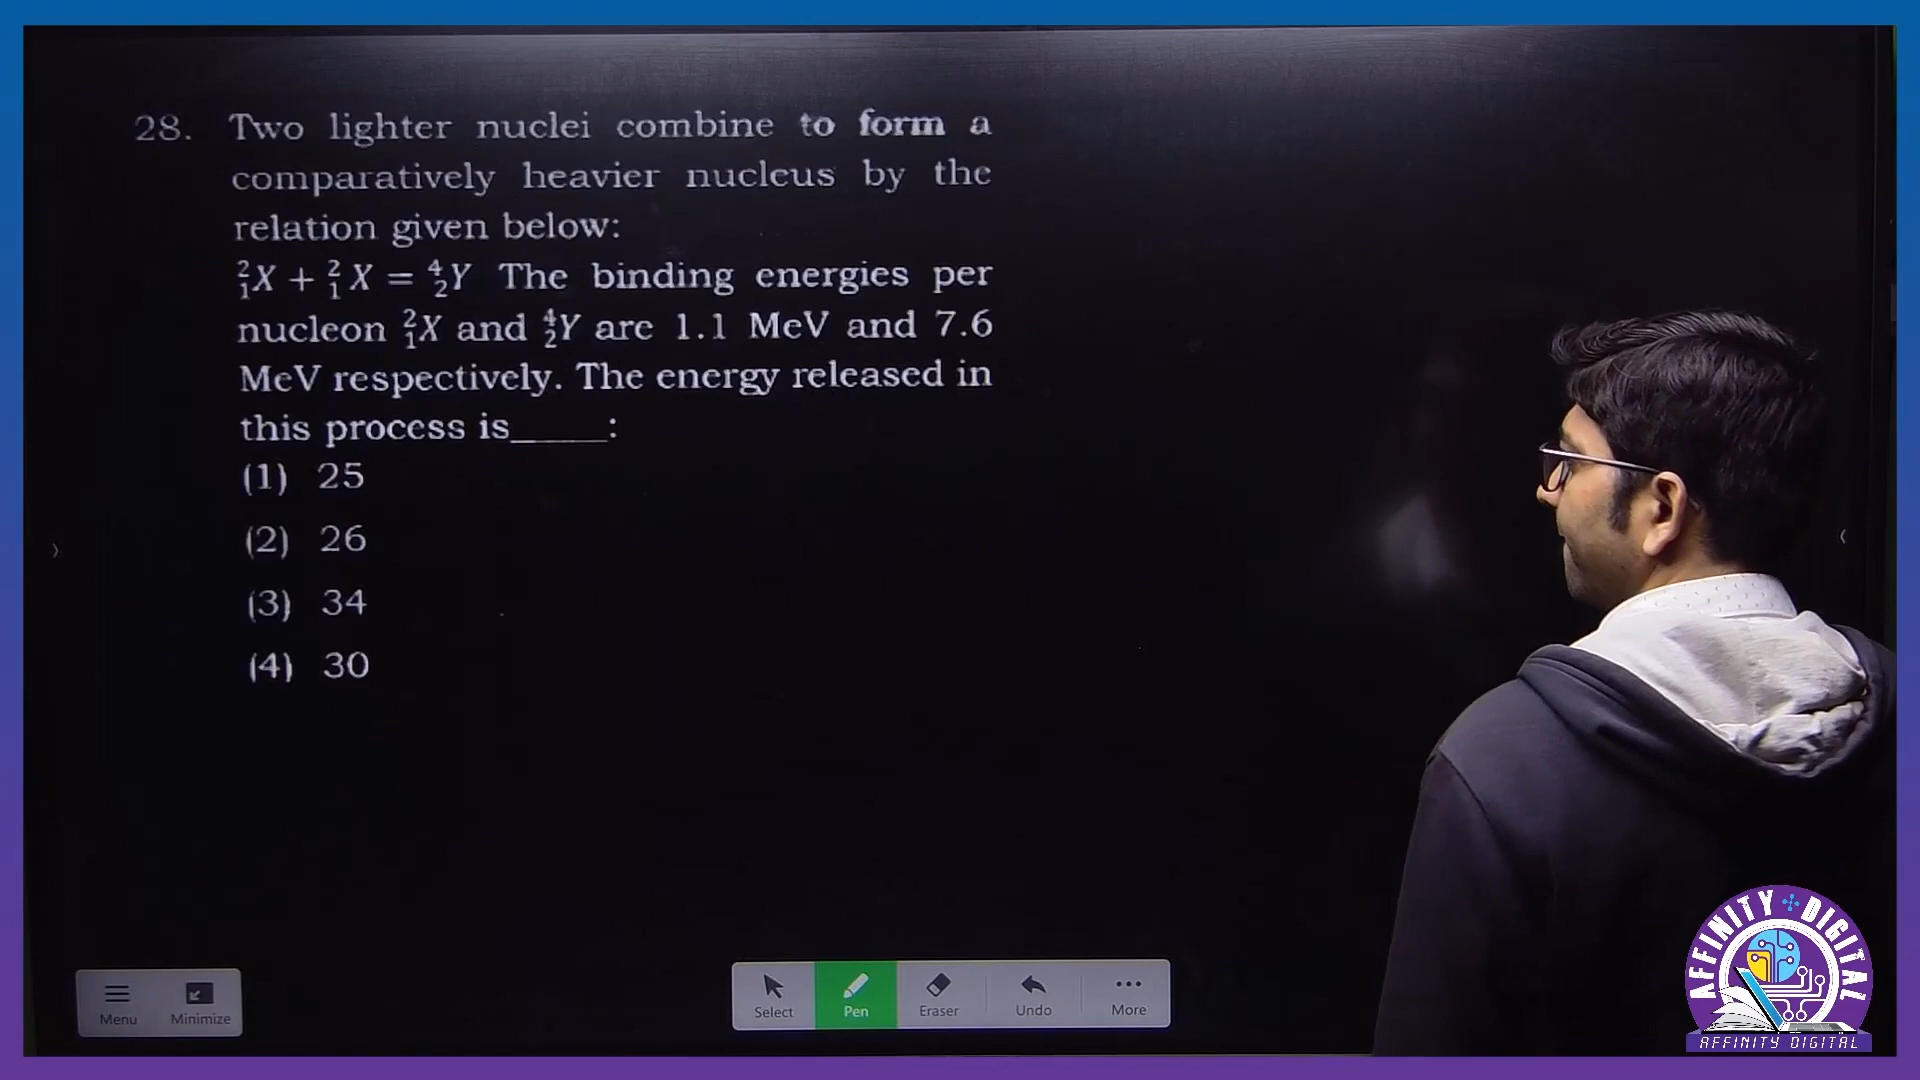 28. Two lighter nuclei combine to form a
comparatively heavier nucleus by the
relation given below:
²₁X + ²₁X = ⁴₂Y The binding energies per
nucleon ²₁X and ⁴₂Y are 1.1 MeV and 7.6
MeV respectively. The energy released in
this process is_____:
(1) 25
(2) 26
(3) 34
(4) 30
Menu
Minimize
Select
Pen
Eraser
Undo
More
AFFINITY DIGITAL
AFFINITY DIGITAL